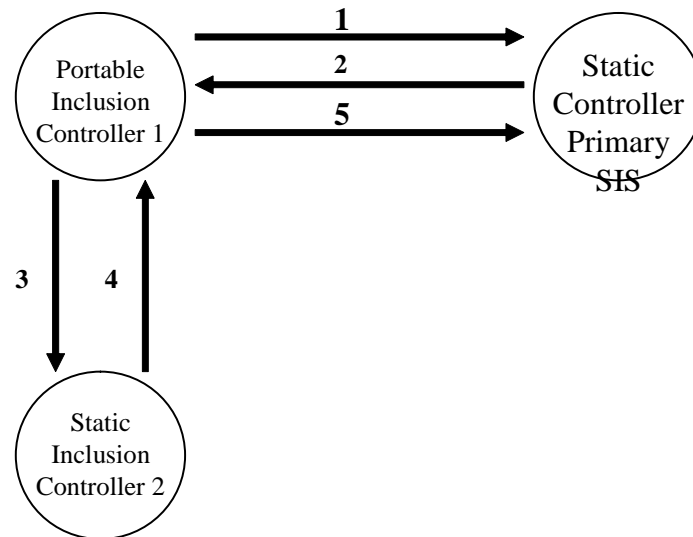 1
Portable
Inclusion
Controller 1
2
5
Static
Controller
Primary
SIS
3
4
Static
Inclusion
Controller 2